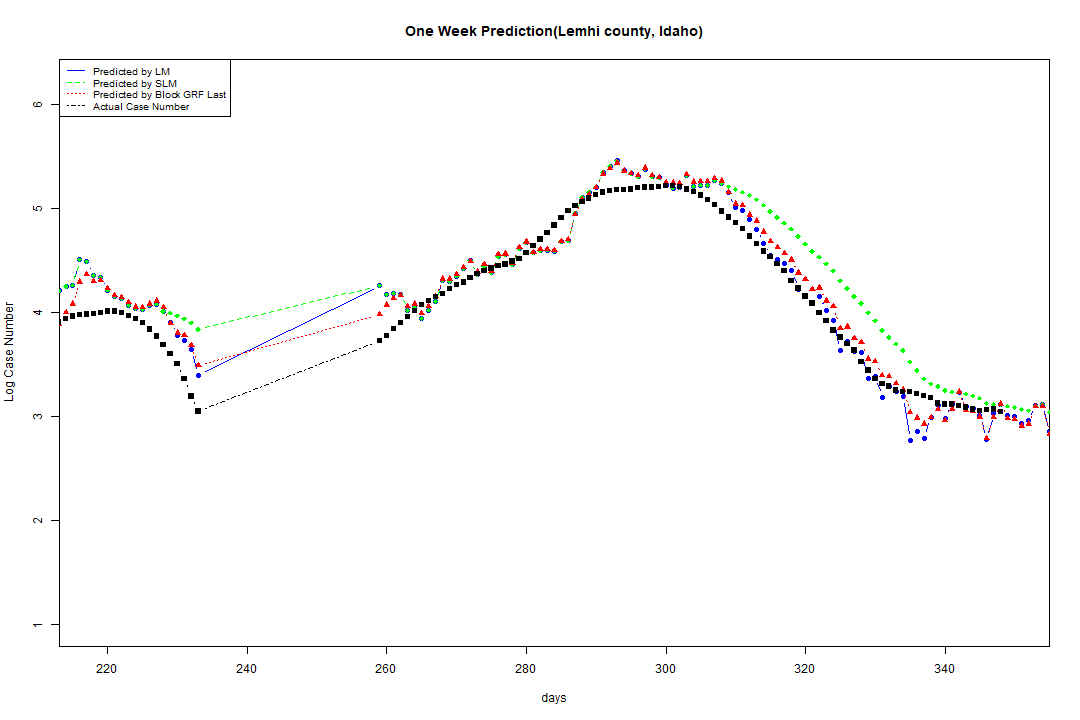 One Week Prediction(Lemhi county, Idaho)
Predicted by LM
Predicted by SLM
Predicted by Block GRF Last
Actual Case Number
6
5
4
3
2
1
Log Case Number
220 240 260 280 300 320 340
days